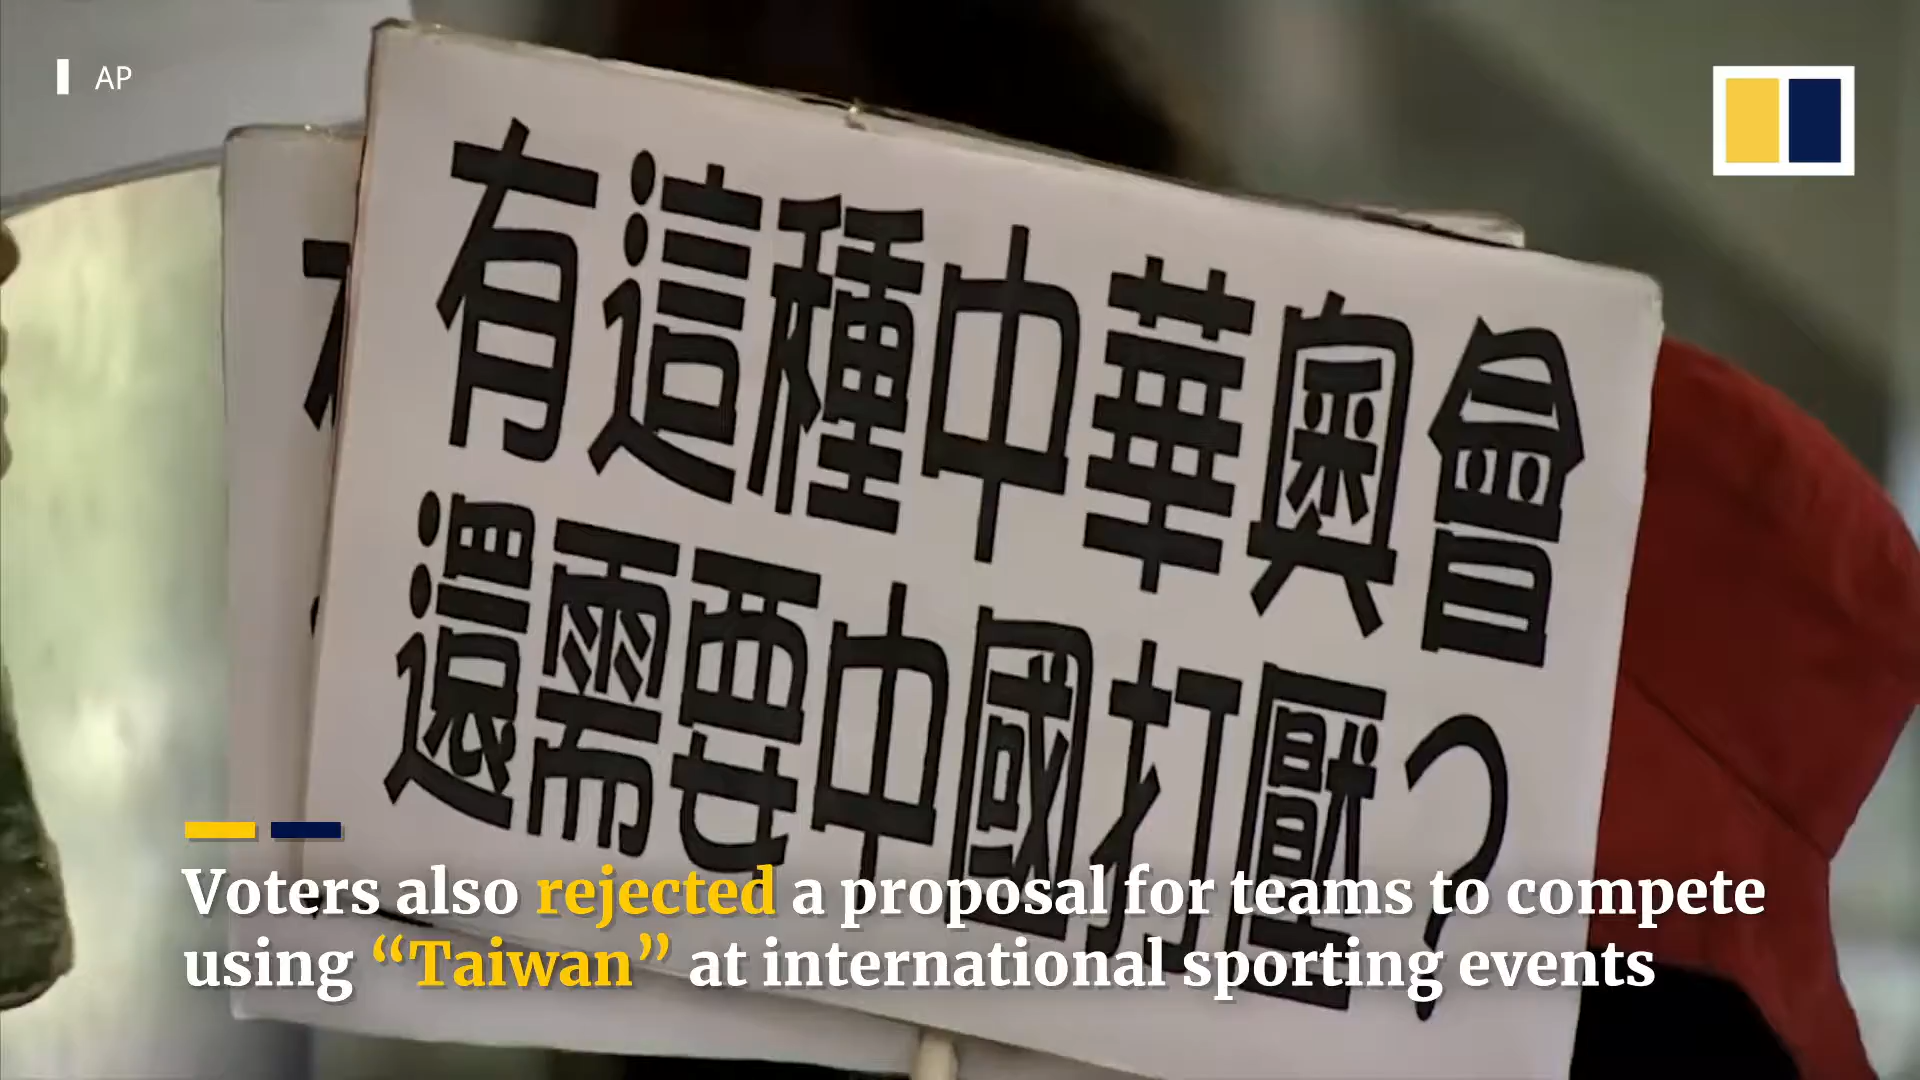 AP
有這種中華奧會
還需要中國打壓？
Voters also rejected a proposal for teams to compete
using “Taiwan” at international sporting events